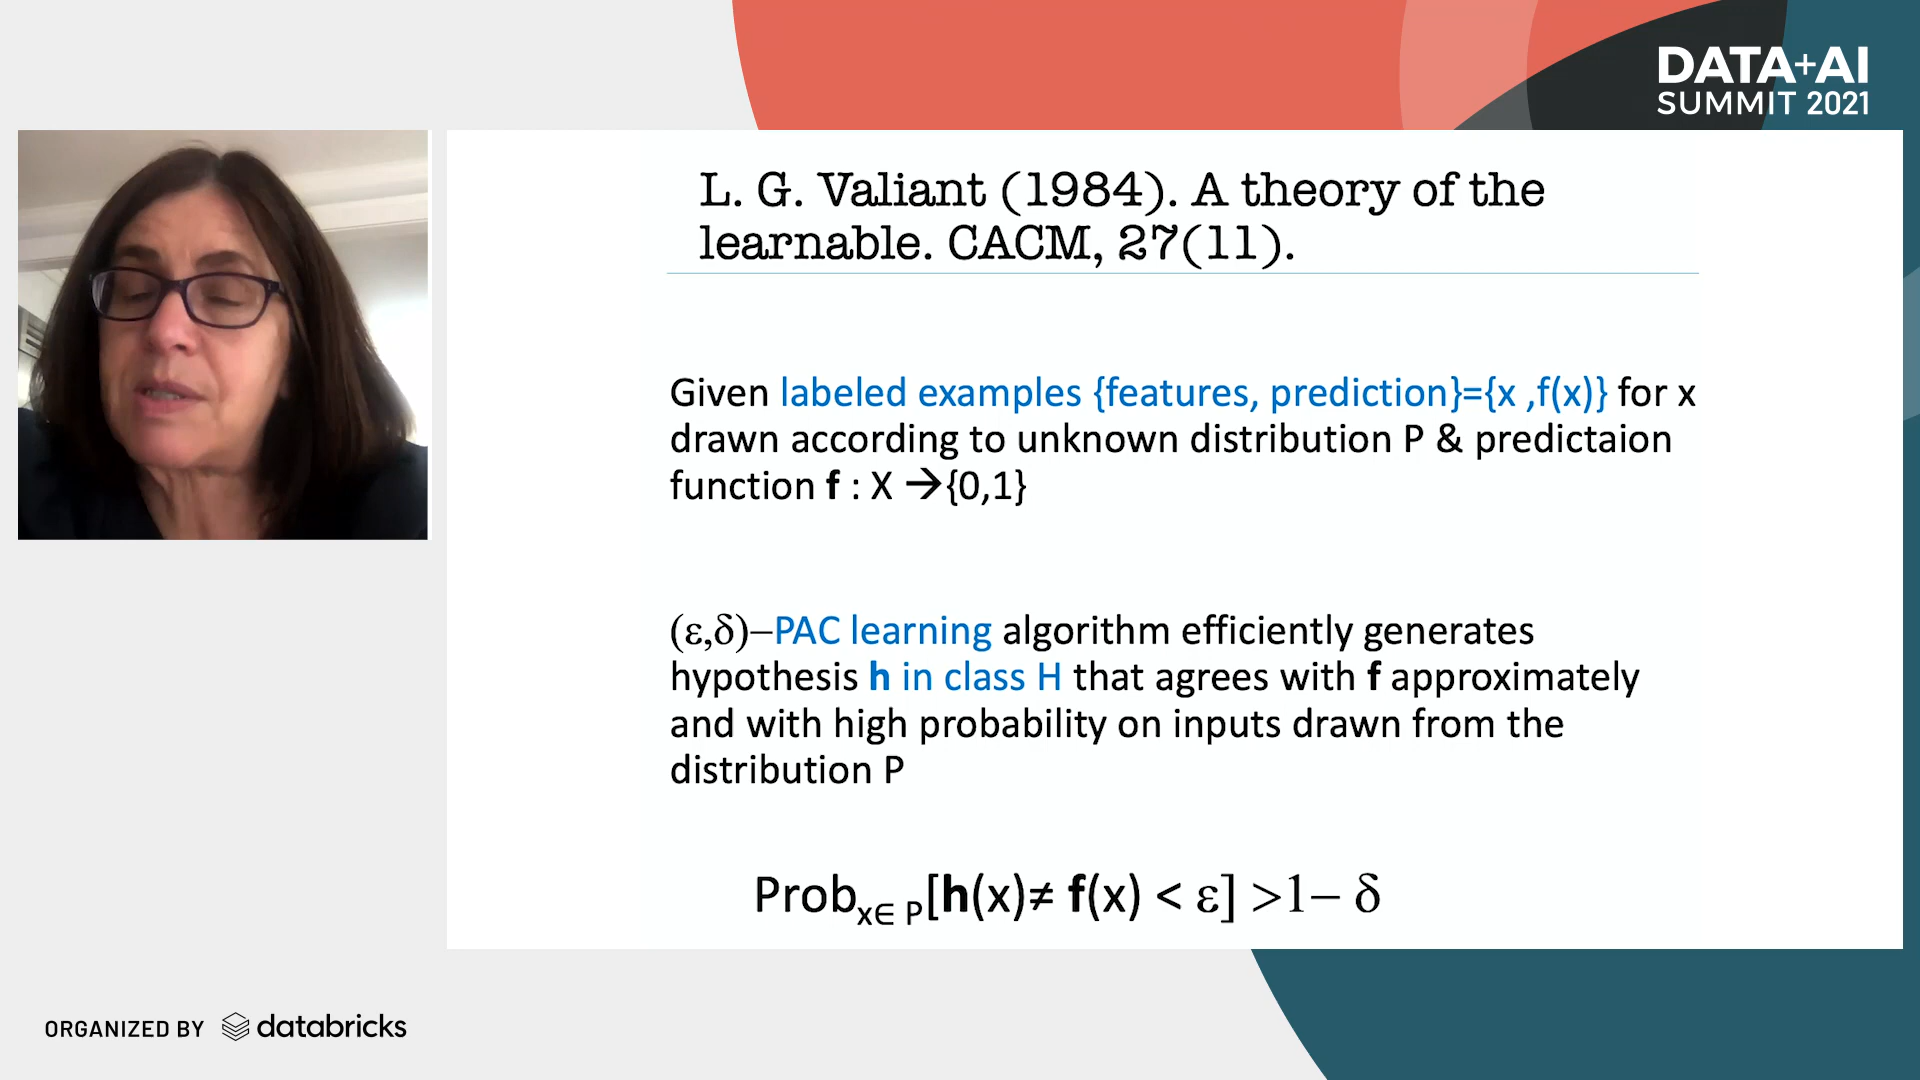 DATA+AI
SUMMIT 2021
L. G. Valiant (1984). A theory of the
learnable. CACM, 27(11).
Given labeled examples {features, prediction}={x ,f(x)} for x
drawn according to unknown distribution P & predictaion
function f : X →{0,1}
(ε,δ)–PAC learning algorithm efficiently generates
hypothesis h in class H that agrees with f approximately
and with high probability on inputs drawn from the
distribution P
Prob x∈ P[h(x)≠ f(x) < ε] >1– δ
ORGANIZED BY databricks